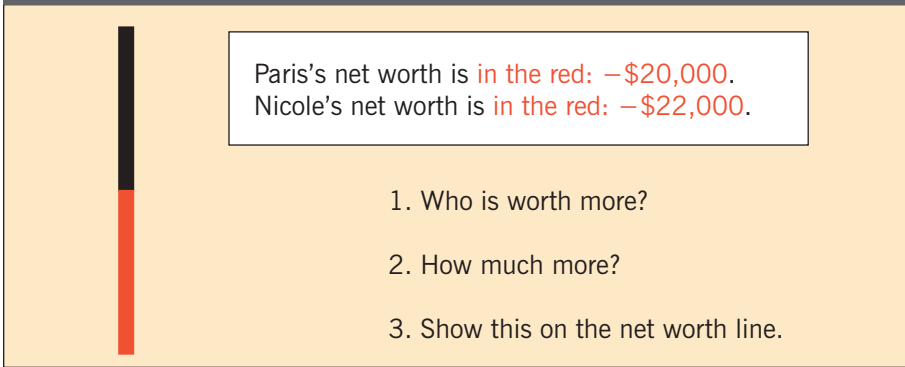 Paris’s net worth is in the red: −$20,000.
Nicole’s net worth is in the red: −$22,000.
1. Who is worth more?
2. How much more?
3. Show this on the net worth line.